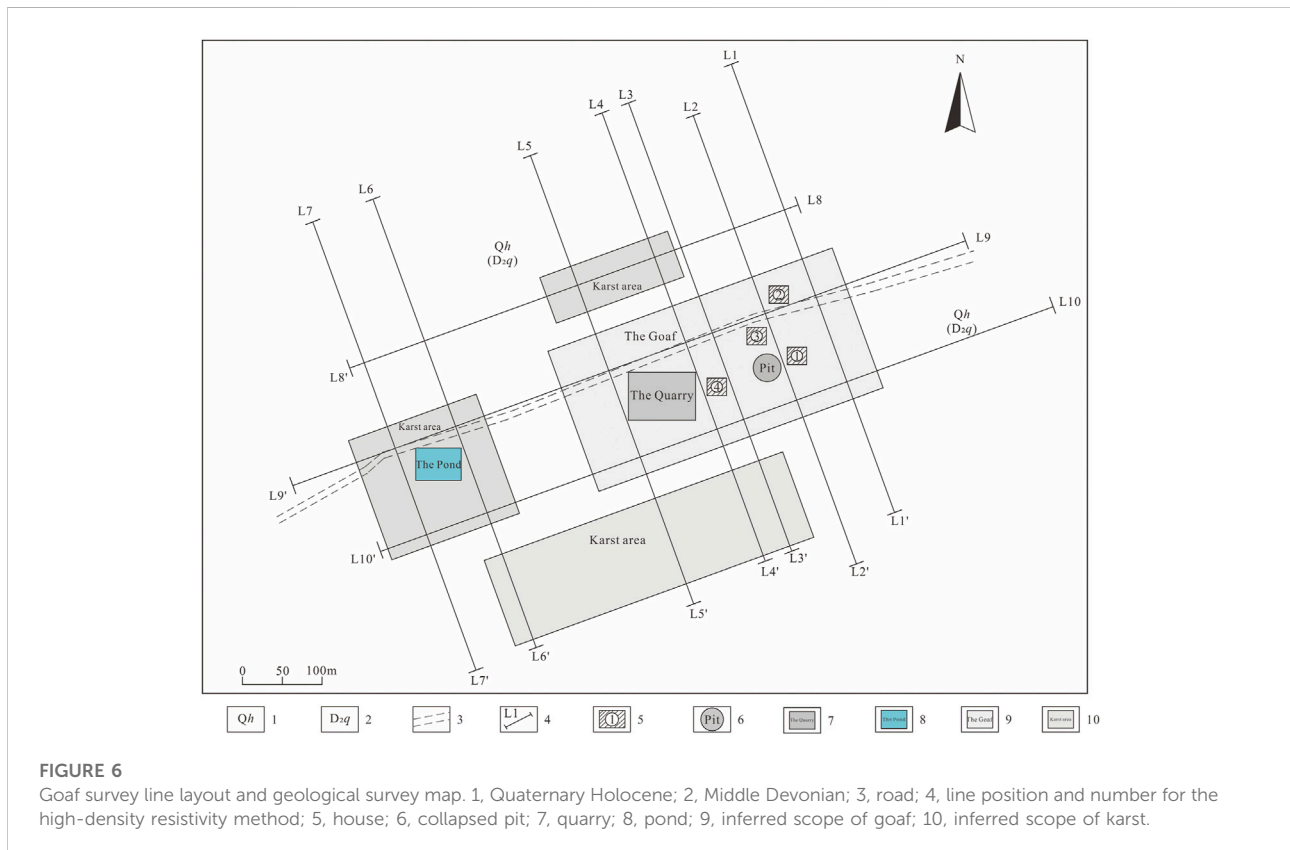 L1
N
L3
L4
L2
L5
L6
L8
L7
L9
Qh
(D₂q)
②
Karst area
L10
Qh
(D₂q)
The Goaf
③
①
Pit
L8'
④
The Quarry
Karst area
The Pond
L9'
L1'
Karst area
L10'
L3'
L4'
L2'
L5'
L6'
L7'
0 50 100m
Qh 1 D₂q 2 3 L1 4 ① 5 Pit 6 The Quarry 7 The Pond 8 The Goaf 9 Karst area 10
FIGURE 6
Goaf survey line layout and geological survey map. 1, Quaternary Holocene; 2, Middle Devonian; 3, road; 4, line position and number for the
high-density resistivity method; 5, house; 6, collapsed pit; 7, quarry; 8, pond; 9, inferred scope of goaf; 10, inferred scope of karst.